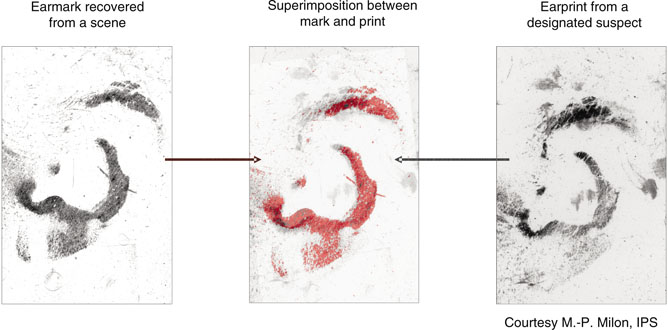 Earmark recovered
from a scene
Superimposition between
mark and print
Earprint from a
designated suspect
Courtesy M.-P. Milon, IPS